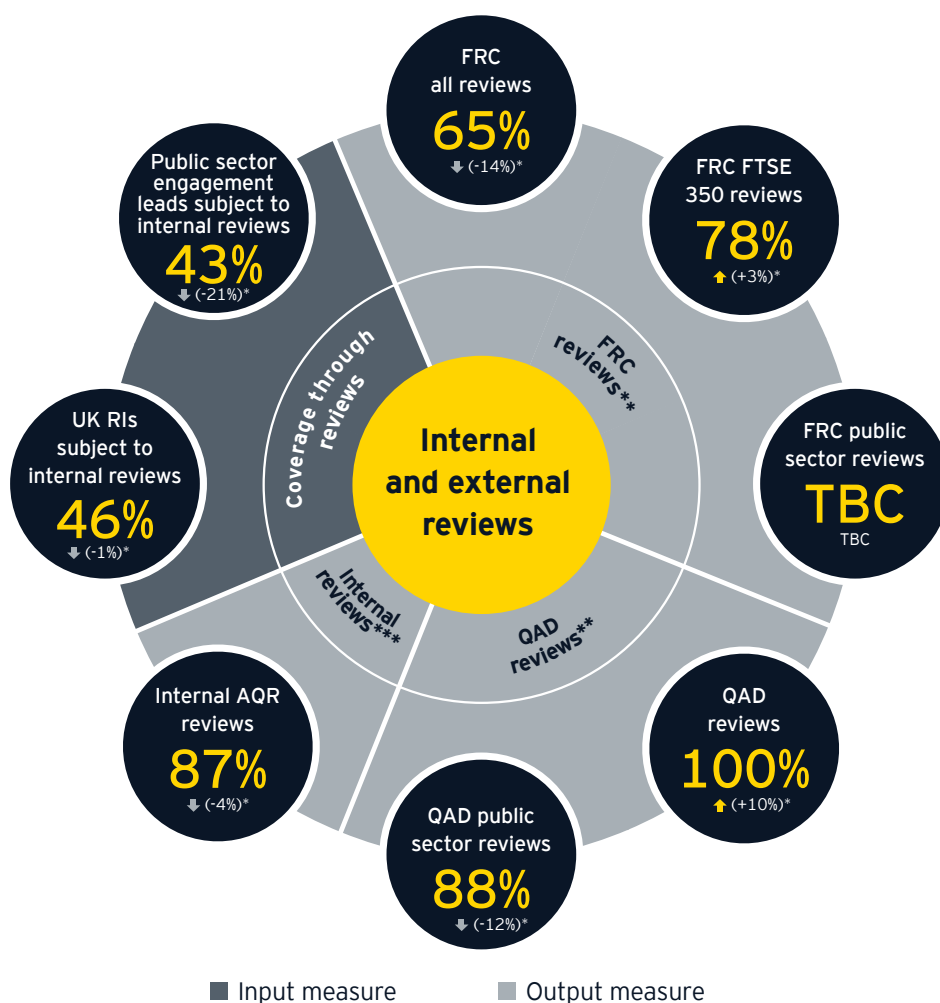 FRC
all reviews
65%
(-14%)*
FRC FTSE
350 reviews
78%
(+3%)*
FRC public
sector reviews
TBC
TBC
QAD
reviews
100%
(+10%)*
QAD public
sector reviews
88%
(-12%)*
Internal AQR
reviews
87%
(-4%)*
UK RIs
subject to
internal reviews
46%
(-1%)*
Public sector
engagement
leads subject to
internal reviews
43%
(-21%)*
FRC
reviews**
QAD
reviews**
Internal
reviews***
Coverage through
reviews
Internal
and external
reviews
Input measure
Output measure